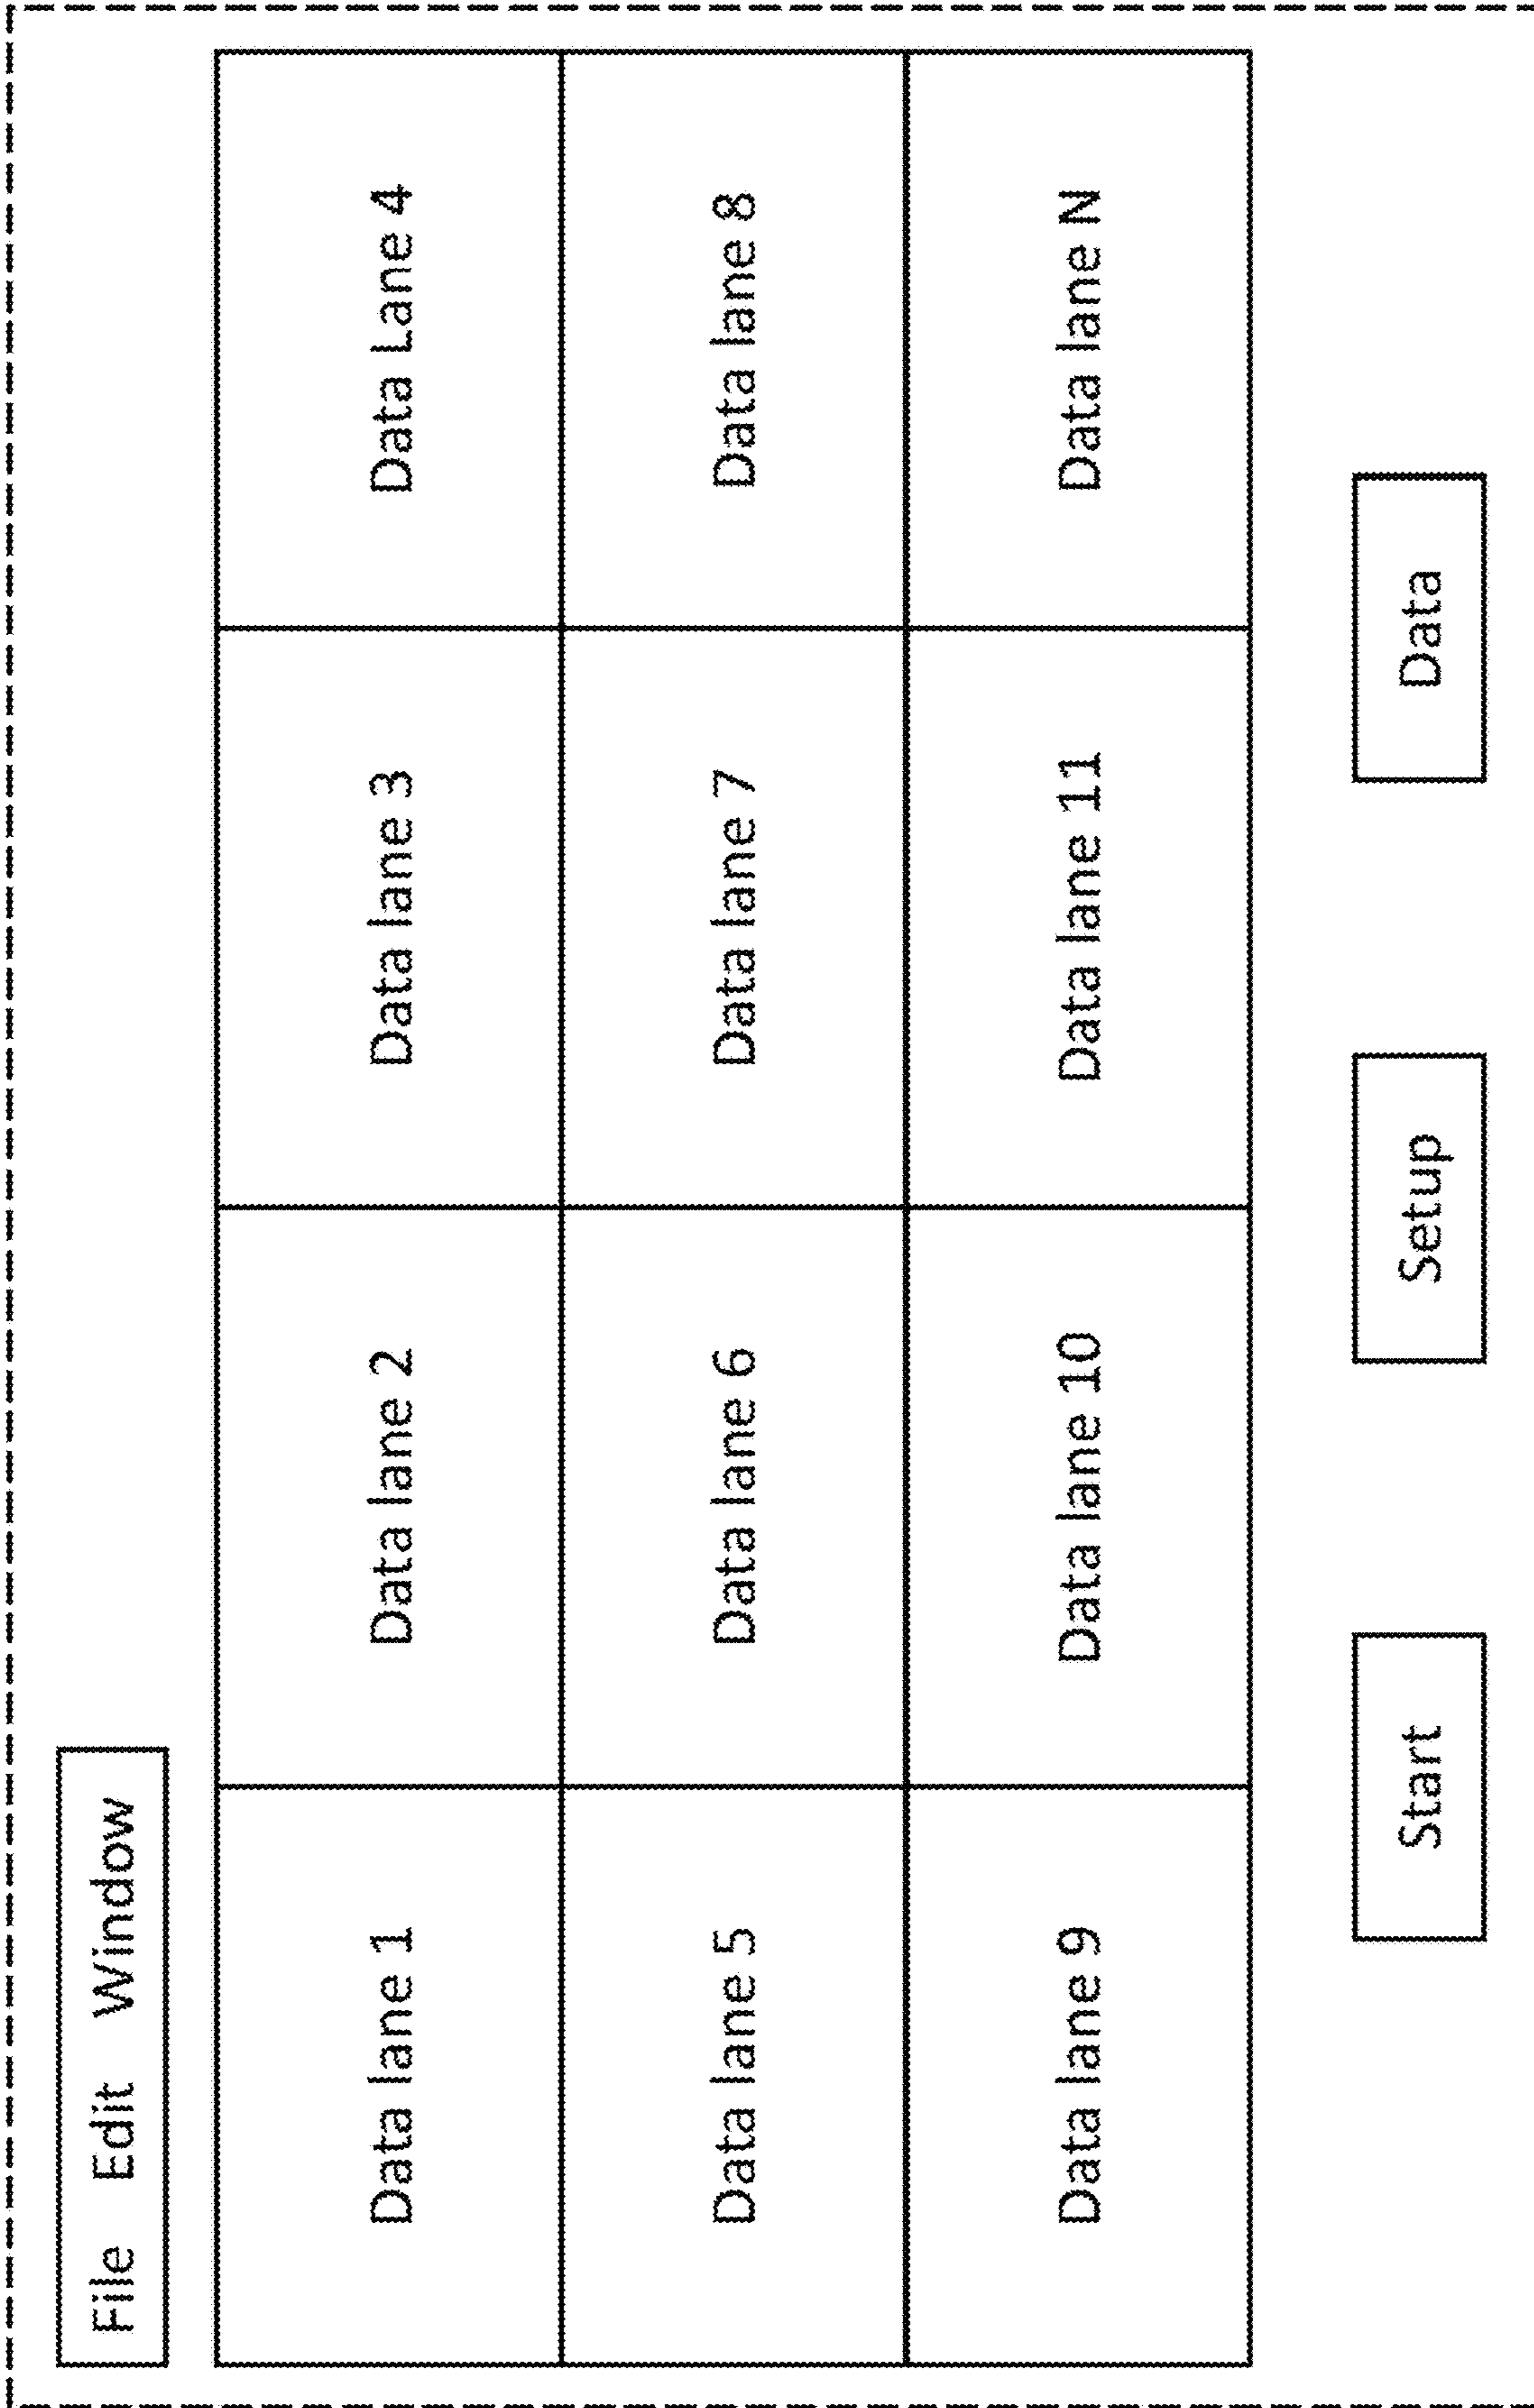 File Edit Window
Data lane 1 Data lane 2 Data lane 3 Data Lane 4
Data lane 5 Data lane 6 Data lane 7 Data lane 8
Data lane 9 Data lane 10 Data lane 11 Data lane N
Start Setup Data